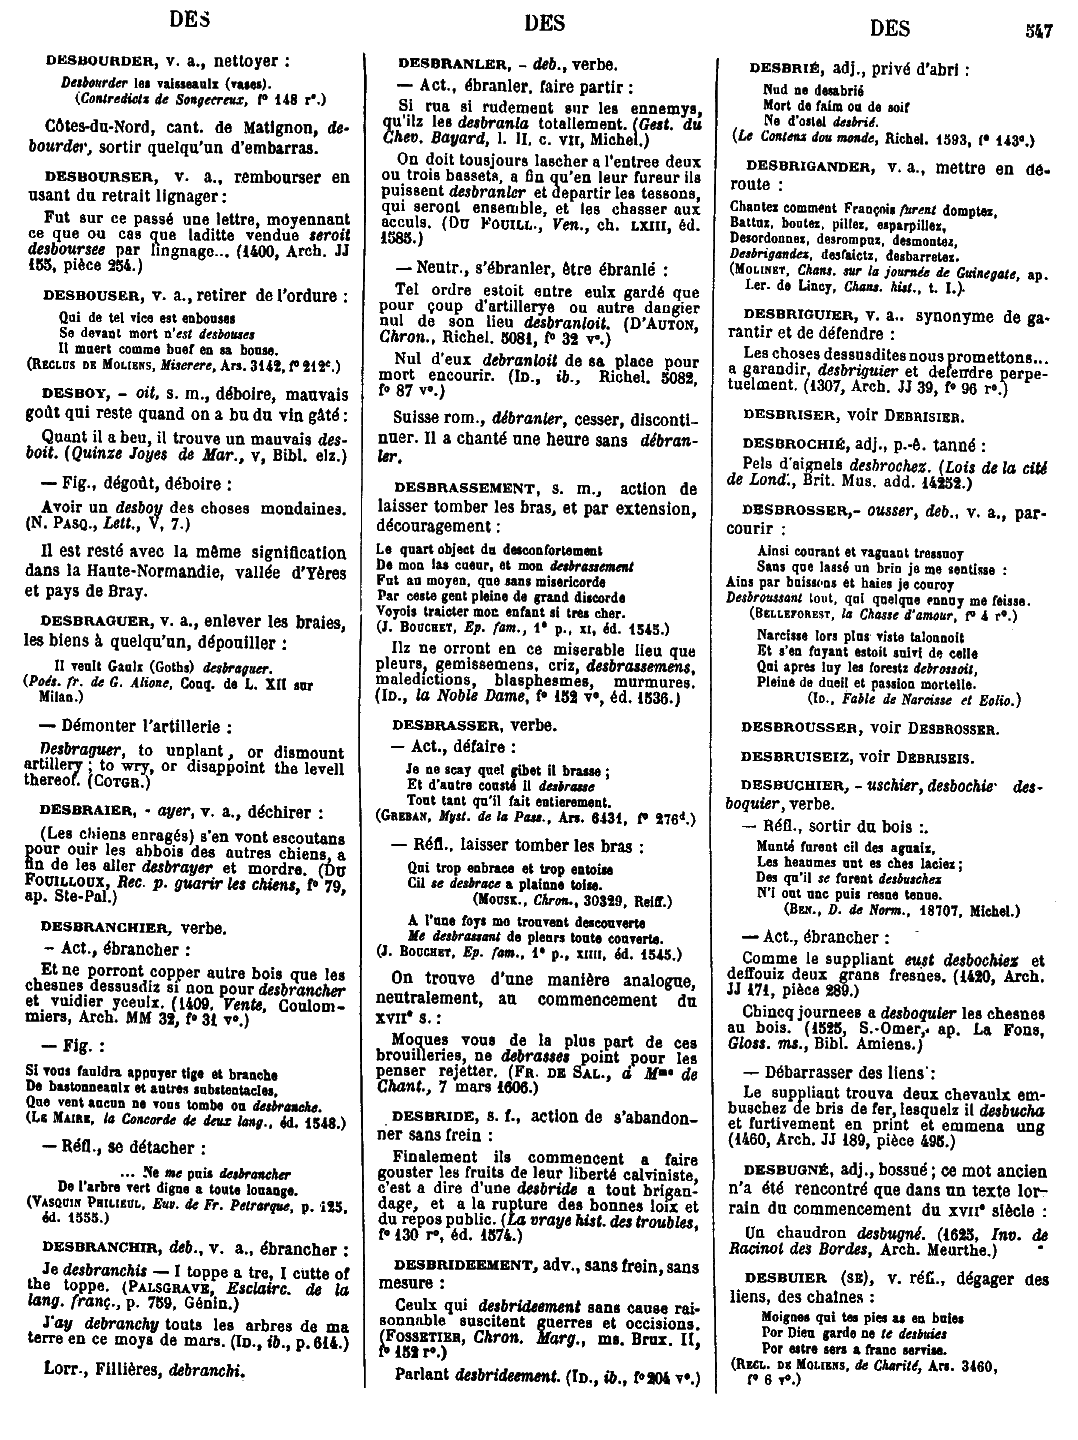 DES
DES
DES
547
DESBOURDER, v. a., nettoyer :
Desbourder les vaisseaulx (vases).
(Contredictz de Songecreux, f° 148 r°.)
Côtes-du-Nord, cant. de Matignon, de-
bourder, sortir quelqu'un d'embarras.
DESBOURSER, v. a., rembourser en
usant du retrait lignager :
Fut sur ce passé une lettre, moyennant
ce que ou cas que laditte vendue seroit
desboursee par lingnage... (1400, Arch. JJ
155, pièce 254.)
DESBOUSER, v. a., retirer de l'ordure :
Qui de tel vice est enbouses
Se devant mort n'est desbouses
Il muert comme buef en sa bouse.
(RECLUS DE MOLIENS, Miserere, Ars. 3142, f° 212c.)
DESBOY, - oit, s. m., déboire, mauvais
goût qui reste quand on a bu du vin gâté :
Quant il a beu, il trouve un mauvais des-
boit. (Quinze Joyes de Mar., V, Bibl. elz.)
— Fig., dégoût, déboire :
Avoir un desboy des choses mondaines.
(N. PASQ., Lett., V, 7.)
Il est resté avec la même signification
dans la Haute-Normandie, vallée d'Yères
et pays de Bray.
DESBRAGUER, v. a., enlever les braies,
les biens à quelqu'un, dépouiller :
Il veult Gaulx (Goths) desbraguer.
(Poés. fr. de G. Alione, Conq. de L. XII sur
Milan.)
— Démonter l'artillerie :
Desbraguer, to unplant, or dismount
artillery ; to wry, or disappoint the levell
thereof. (COTGR.)
DESBRAIER, - ayer, v. a., déchirer :
(Les chiens enragés) s'en vont escoutans
pour ouir les abbois des autres chiens, a
fin de les aller desbrayer et mordre. (DU
FOUILLOUX, Rec. p. guarir les chiens, f° 79,
ap. Ste-Pal.)
DESBRANCHIER, verbe.
— Act., ébrancher :
Et ne porront copper autre bois que les
chesnes dessusdiz si non pour desbrancher
et vuidier yceulx. (1409, Vente, Coulom-
miers, Arch. MM 32, f° 31 v°.)
— Fig. :
Si vous fauldra appuyer tige et branche
De bastonneaulx et autres substentacles,
Que vent aucun ne vous tombe ou desbranche.
(LE MAIRE, la Concorde de deux lang., éd. 1548.)
— Réfl., se détacher :
... Ne me puis desbrancher
De l'arbre vert digne a toute louange.
(VASQUIN PHILIEUL, Euv. de Fr. Petrarque, p. 125,
éd. 1555.)
DESBRANCHIR, deb., v. a., ébrancher :
Je desbranchis — I toppe a tre, I cutte of
the toppe. (PALSGRAVE, Esclairc. de la
lang. franç., p. 759, Génin.)
J'ay debranchy touts les arbres de ma
terre en ce moys de mars. (ID., ib., p. 614.)
Lorr., Fillières, debranchi.
DESBRANLER, - deb., verbe.
— Act., ébranler, faire partir :
Si rua si rudement sur les ennemys,
qu'ilz les desbranla totallement. (Gest. du
Chev. Bayard, l. II, c. VII, Michel.)
On doit tousjours lascher a l'entree deux
ou trois bassets, a fin qu'en leur fureur ils
puissent desbranler et departir les tessons,
qui seront ensemble, et les chasser aux
acculs. (DU FOUILL., Ven., ch. LXIII, éd.
1585.)
— Neutr., s'ébranler, être ébranlé :
Tel ordre estoit entre eulx gardé que
pour çoup d'artillerye ou autre dangier
nul de son lieu desbranloit. (D'AUTON,
Chron., Richel. 5081, f° 32 v°.)
Nul d'eux debranloit de sa place pour
mort encourir. (ID., ib., Richel. 5082,
f° 87 v°.)
Suisse rom., débranler, cesser, disconti-
nuer. Il a chanté une heure sans débran-
ler.
DESBRASSEMENT, s. m., action de
laisser tomber les bras, et par extension,
découragement :
Le quart object du desconfortement
De mon las cueur, et mon desbrassement
Fut au moyen, que sans misericorde
Par ceste gent pleine de grand discorde
Voyois traicter mon enfant si tres cher.
(J. BOUCHET, Ep. fam., 1° p., XI, éd. 1545.)
Ilz ne orront en ce miserable lieu que
pleurs, gemissemens, criz, desbrassemens,
maledictions, blasphesmes, murmures.
(ID., la Noble Dame, f° 152 v°, éd. 1536.)
DESBRASSER, verbe.
— Act., défaire :
Je ne scay quel gibet il brasse ;
Et d'autre cousté il desbrasse
Tout tant qu'il fait entierement.
(GREBAN, Myst. de la Pass., Ars. 6431, f° 276d.)
— Réfl., laisser tomber les bras :
Qui trop enbrace et trop entoise
Cil se desbrace a plainne toise.
(MOUSK., Chron., 30329, Reiff.)
A l'une foys me trouvent descouverte
Me desbrassant de pleurs toute couverte.
(J. BOUCHET, Ep. fam., 1° p., XIIII, éd. 1545.)
On trouve d'une manière analogue,
neutralement, au commencement du
XVII° s. :
Moques vous de la plus part de ces
brouilleries, ne debrasses point pour les
penser rejetter. (FR. DE SAL., à Mme de
Chant., 7 mars 1606.)
DESBRIDE, s. f., action de s'abandon-
ner sans frein :
Finalement ils commencent a faire
gouster les fruits de leur liberté calviniste,
c'est a dire d'une desbride a tout brigan-
dage, et a la rupture des bonnes loix et
du repos public. (La vraye hist. des troubles,
f° 130 r°, éd. 1574.)
DESBRIDEEMENT, adv., sans frein, sans
mesure :
Ceulx qui desbrideement sans cause rai-
sonnable suscitent guerres et occisions.
(FOSSETIER, Chron. Marg., ms. Brux. II,
f° 152 r°.)
Parlant desbrideement. (ID., ib., f° 204 v°.)
DESBRIÉ, adj., privé d'abri :
Nud ne desabrié
Mort de faim ou de soif
Ne d'ostel desbrié.
(Le Contenz dou monde, Richel. 1593, f° 143c.)
DESBRIGANDER, v. a., mettre en dé-
route :
Chantez comment François furent domptez,
Battuz, boutez, pillez, esparpillez,
Desordonnez, desrompuz, desmontez,
Desbrigandez, desfaictz, desbarretez.
(MOLINET, Chans. sur la journée de Guinegate, ap.
Ler. de Lincy, Chans. hist., t. I.).
DESBRIGUIER, v. a.. synonyme de ga-
rantir et de défendre :
Les choses dessusdites nous promettons...
a garandir, desbriguier et defendre perpe-
tuelment. (1307, Arch. JJ 39, f° 96 r°.)
DESBRISER, voir DEBRISIER.
DESBROCHIÉ, adj., p.-ê. tanné :
Pels d'aignels desbrochez. (Lois de la cité
de Lond., Brit. Mus. add. 14252.)
DESBROSSER,- ousser, deb., v. a., par-
courir :
Ainsi courant et vaguant tressuoy
Sans que lassé un brin je me sentisse :
Ains par buissons et haies je couroy
Desbroussant tout, qui quelque ennuy me feisse.
(BELLEFOREST, la Chasse d'amour, f° 4 r°.)
Narcisse lors plus viste talonnoit
Et s'en fuyant estoit suivi de celle
Qui apres luy les forestz debrossoit,
Pleine de dueil et passion mortelle.
(ID., Fable de Narcisse et Eolio.)
DESBROUSSER, voir DESBROSSER.
DESBRUISEIZ, voir DEBRISEIS.
DESBUCHIER, - uschier, desbochie· des-
boquier, verbe.
— Réfl., sortir du bois :.
Munté furent cil des aguaiz,
Les heaumes unt es ches laciez ;
Des qu'il se furent desbuschez
N'i out unc puis resne tenue.
(BEN., D. de Norm., 18707, Michel.)
— Act., ébrancher :
Comme le suppliant eust desbochiez et
deffouiz deux grans fresnes. (1420, Arch.
JJ 171, pièce 289.)
Chincq journees a desboquier les chesnes
au bois. (1525, S.-Omer, ap. La Fons,
Gloss. ms., Bibl. Amiens.)
— Débarrasser des liens :
Le suppliant trouva deux chevaulx em-
buschez de bris de fer, lesquelz il desbucha
et furtivement en print et emmena ung
(1460, Arch. JJ 189, pièce 495.)
DESBUGNÉ, adj., bossué ; ce mot ancien
n'a été rencontré que dans un texte lor-
rain du commencement du XVII° siècle :
Un chaudron desbugné. (1625, Inv. de
Racinot des Bordes, Arch. Meurthe.)
DESBUIER (SE), v. réfl., dégager des
liens, des chaînes :
Moignes qui tes pies as en buies
Por Dieu garde ne te desbuies
Por estre sers a franc servise.
(RECL. DE MOLIENS, de Charité, Ars. 3460,
f° 6 r°.)